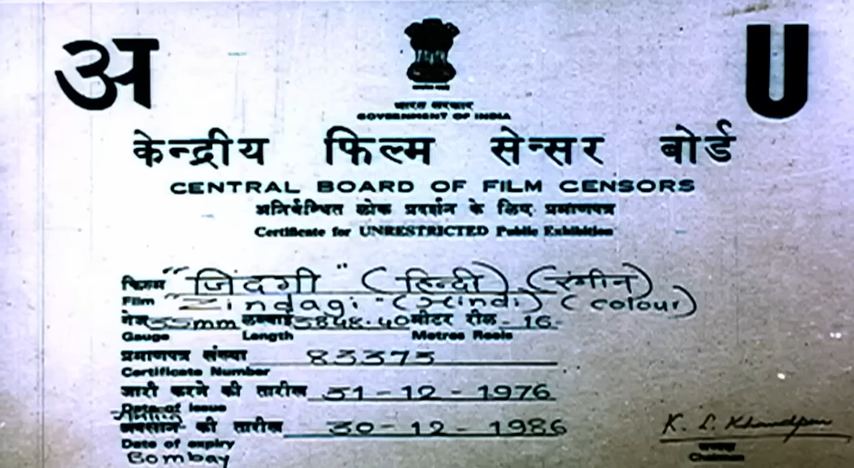 अ U
भारत सरकार
GOVERNMENT OF INDIA
केन्द्रीय फिल्म सेन्सर बोर्ड
CENTRAL BOARD OF FILM CENSORS
अनिर्बन्धित लोक प्रदर्शन के लिए प्रमाणपत्र
Certificate for UNRESTRICTED Public Exhibition
फिल्म "जिंदगी" (हिन्दी) (रंगीन)
Film "Zindagi" (Hindi) (colour)
गेज 35mm लम्बाई 3848.40 मीटर रील - 16.
Gauge Length Metres Reels
प्रमाणपत्र संख्या 83375
Certificate Number
जारी करने की तारीख 31-12-1976
Date of issue
अवसान की तारीख 30-12-1986
Date of expiry
Bombay
K. L. Khandpur
अध्यक्ष
Chairman